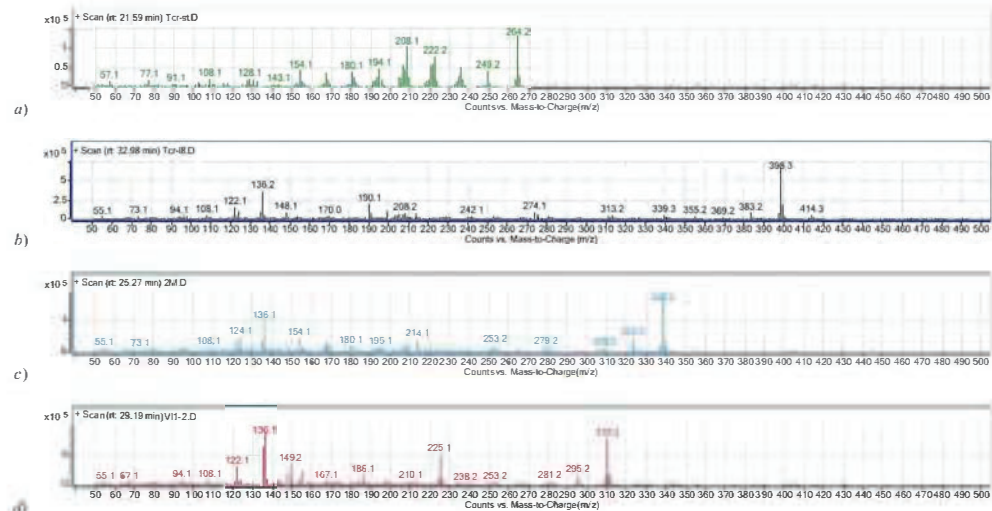 + Scan (rt: 21.59 min) Tcr-st.D
x10 5
1
0.5
0
57.1 77.1 91.1 108.1 128.1 143.1 154.1 180.1 194.1 208.1 222.2 249.2 264.2
50 60 70 80 90 100 110 120 130 140 150 160 170 180 190 200 210 220 230 240 250 260 270 280 290 300 310 320 330 340 350 360 370 380 390 400 410 420 430 440 450 460 470 480 490 500
Counts vs. Mass-to-Charge (m/z)
a)
+ Scan (rt: 32.98 min) Tcr-I8.D
x10 5
5
2.5
0
55.1 73.1 94.1 108.1 122.1 136.2 148.1 170.0 190.1 208.2 242.1 274.1 313.2 339.3 355.2 369.2 383.2 398.3 414.3
50 60 70 80 90 100 110 120 130 140 150 160 170 180 190 200 210 220 230 240 250 260 270 280 290 300 310 320 330 340 350 360 370 380 390 400 410 420 430 440 450 460 470 480 490 500
Counts vs. Mass-to-Charge (m/z)
b)
+ Scan (rt: 25.27 min) 2M.D
x10 5
4
0
55.1 73.1 108.1 124.1 136.1 154.1 180.1 195.1 214.1 253.2 279.2
50 60 70 80 90 100 110 120 130 140 150 160 170 180 190 200 210 220 230 240 250 260 270 280 290 300 310 320 330 340 350 360 370 380 390 400 410 420 430 440 450 460 470 480 490 500
Counts vs. Mass-to-Charge (m/z)
c)
+ Scan (rt: 29.19 min) VI1-2.D
x10 5
0
55.1 67.1 94.1 108.1 122.1 136.1 149.2 167.1 186.1 210.1 225.1 238.2 253.2 281.2 295.2
50 60 70 80 90 100 110 120 130 140 150 160 170 180 190 200 210 220 230 240 250 260 270 280 290 300 310 320 330 340 350 360 370 380 390 400 410 420 430 440 450 460 470 480 490 500
Counts vs. Mass-to-Charge (m/z)